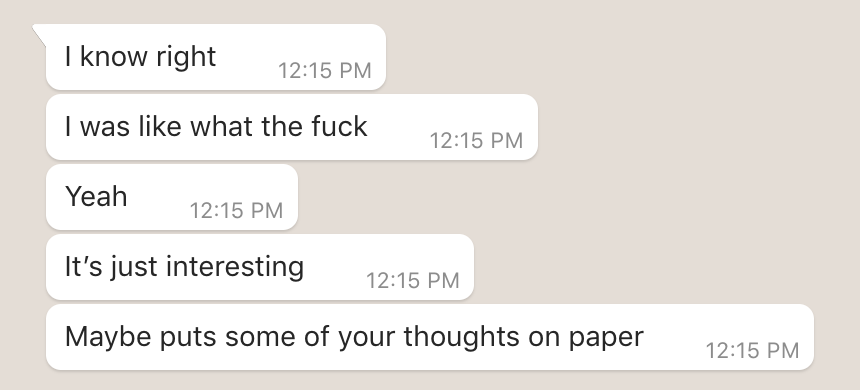 I know right
12:15 PM
I was like what the fuck
12:15 PM
Yeah
12:15 PM
It’s just interesting
12:15 PM
Maybe puts some of your thoughts on paper
12:15 PM